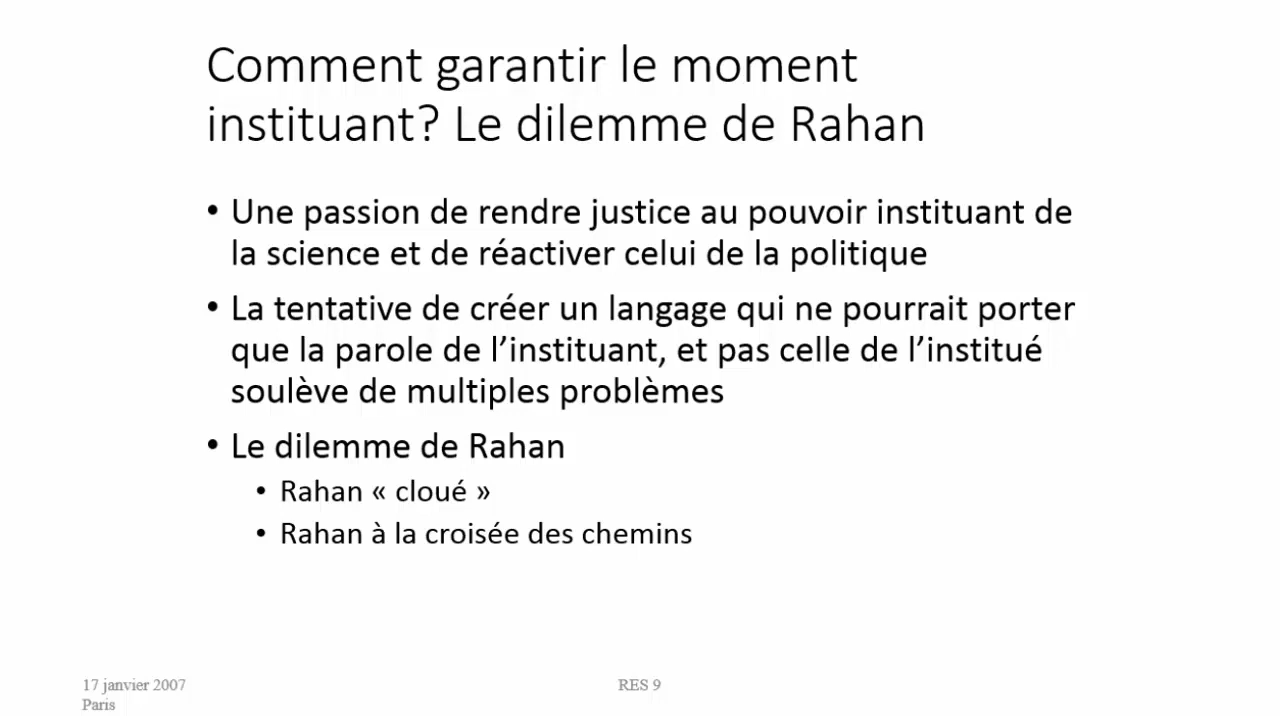 Comment garantir le moment
instituant? Le dilemme de Rahan
• Une passion de rendre justice au pouvoir instituant de
la science et de réactiver celui de la politique
• La tentative de créer un langage qui ne pourrait porter
que la parole de l’instituant, et pas celle de l’institué
soulève de multiples problèmes
• Le dilemme de Rahan
• Rahan « cloué »
• Rahan à la croisée des chemins
17 janvier 2007
Paris
RES 9